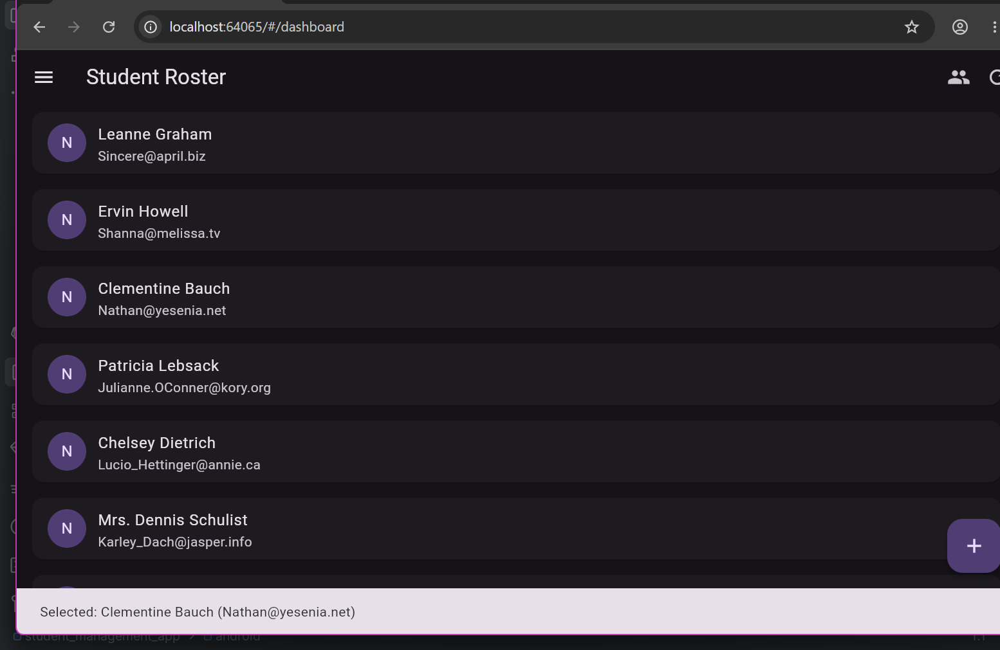 localhost:64065/#/dashboard
Student Roster
N
Leanne Graham
Sincere@april.biz
N
Ervin Howell
Shanna@melissa.tv
N
Clementine Bauch
Nathan@yesenia.net
N
Patricia Lebsack
Julianne.OConner@kory.org
N
Chelsey Dietrich
Lucio_Hettinger@annie.ca
N
Mrs. Dennis Schulist
Karley_Dach@jasper.info
+
Selected: Clementine Bauch (Nathan@yesenia.net)
student_management_app > android